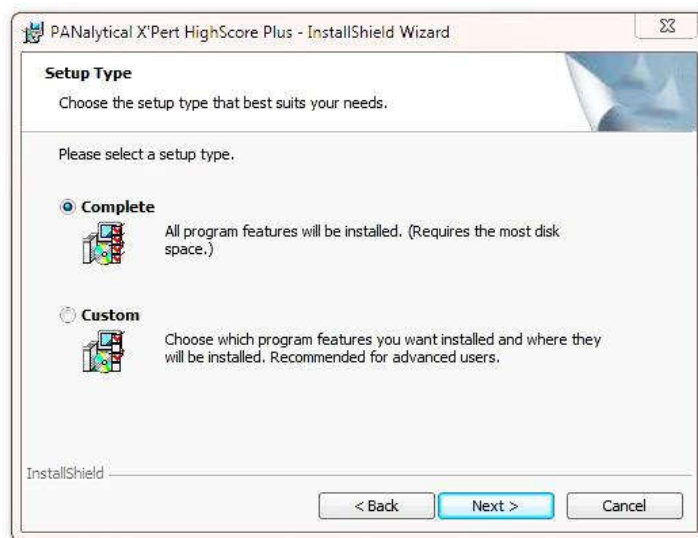 PANalytical X'Pert HighScore Plus - InstallShield Wizard
Setup Type
Choose the setup type that best suits your needs.
Please select a setup type.
Complete
All program features will be installed. (Requires the most disk
space.)
Custom
Choose which program features you want installed and where they
will be installed. Recommended for advanced users.
InstallShield
< Back
Next >
Cancel